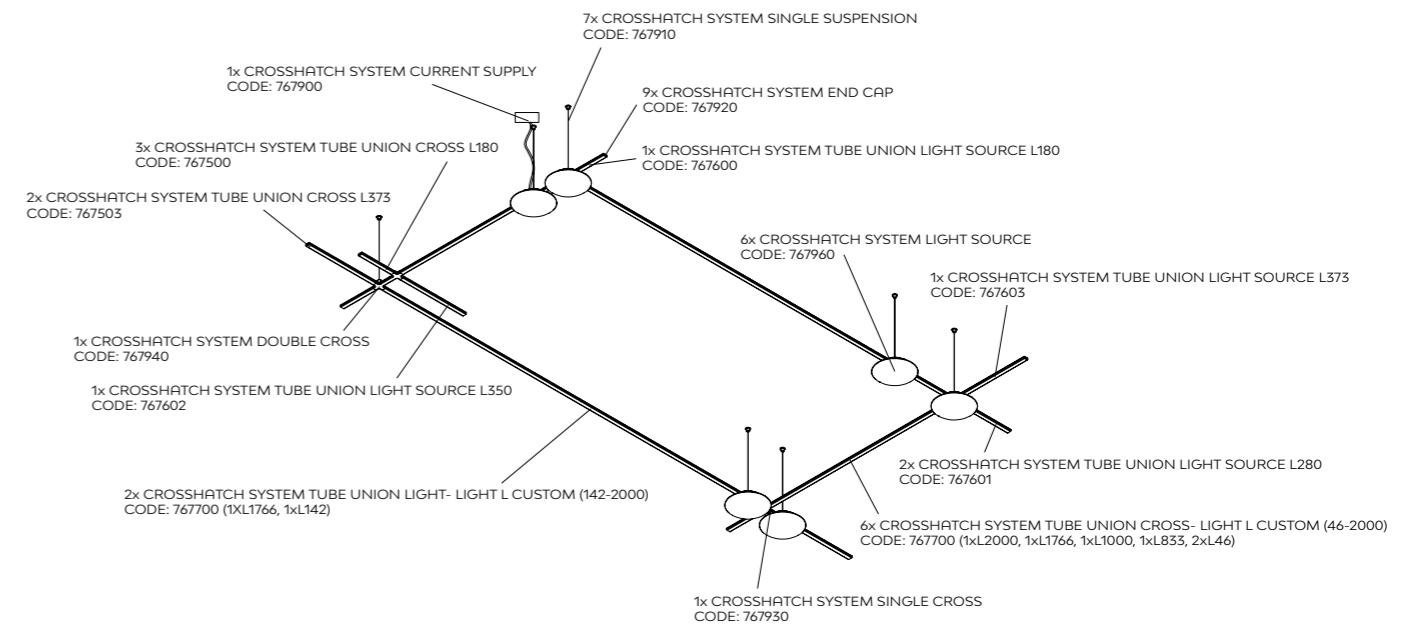 7x CROSSHATCH SYSTEM SINGLE SUSPENSION
CODE: 767910
1x CROSSHATCH SYSTEM CURRENT SUPPLY
CODE: 767900
9x CROSSHATCH SYSTEM END CAP
CODE: 767920
3x CROSSHATCH SYSTEM TUBE UNION CROSS L180
CODE: 767500
1x CROSSHATCH SYSTEM TUBE UNION LIGHT SOURCE L180
CODE: 767600
2x CROSSHATCH SYSTEM TUBE UNION CROSS L373
CODE: 767503
6x CROSSHATCH SYSTEM LIGHT SOURCE
CODE: 767960
1x CROSSHATCH SYSTEM TUBE UNION LIGHT SOURCE L373
CODE: 767603
1x CROSSHATCH SYSTEM DOUBLE CROSS
CODE: 767940
1x CROSSHATCH SYSTEM TUBE UNION LIGHT SOURCE L350
CODE: 767602
2x CROSSHATCH SYSTEM TUBE UNION LIGHT SOURCE L280
CODE: 767601
2x CROSSHATCH SYSTEM TUBE UNION LIGHT- LIGHT L CUSTOM (142-2000)
CODE: 767700 (1XL1766, 1xL142)
6x CROSSHATCH SYSTEM TUBE UNION CROSS- LIGHT L CUSTOM (46-2000)
CODE: 767700 (1xL2000, 1xL1766, 1xL1000, 1xL833, 2xL46)
1x CROSSHATCH SYSTEM SINGLE CROSS
CODE: 767930